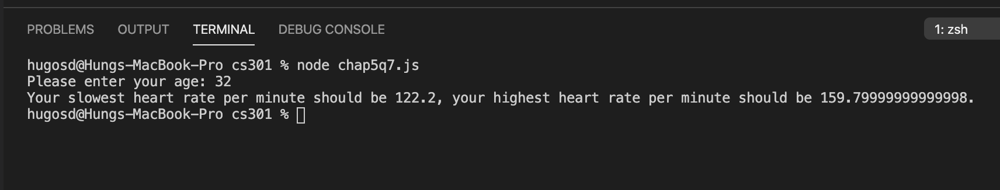 PROBLEMS OUTPUT TERMINAL DEBUG CONSOLE 1: zsh
hugosd@Hungs-MacBook-Pro cs301 % node chap5q7.js
Please enter your age: 32
Your slowest heart rate per minute should be 122.2, your highest heart rate per minute should be 159.79999999999998.
hugosd@Hungs-MacBook-Pro cs301 %